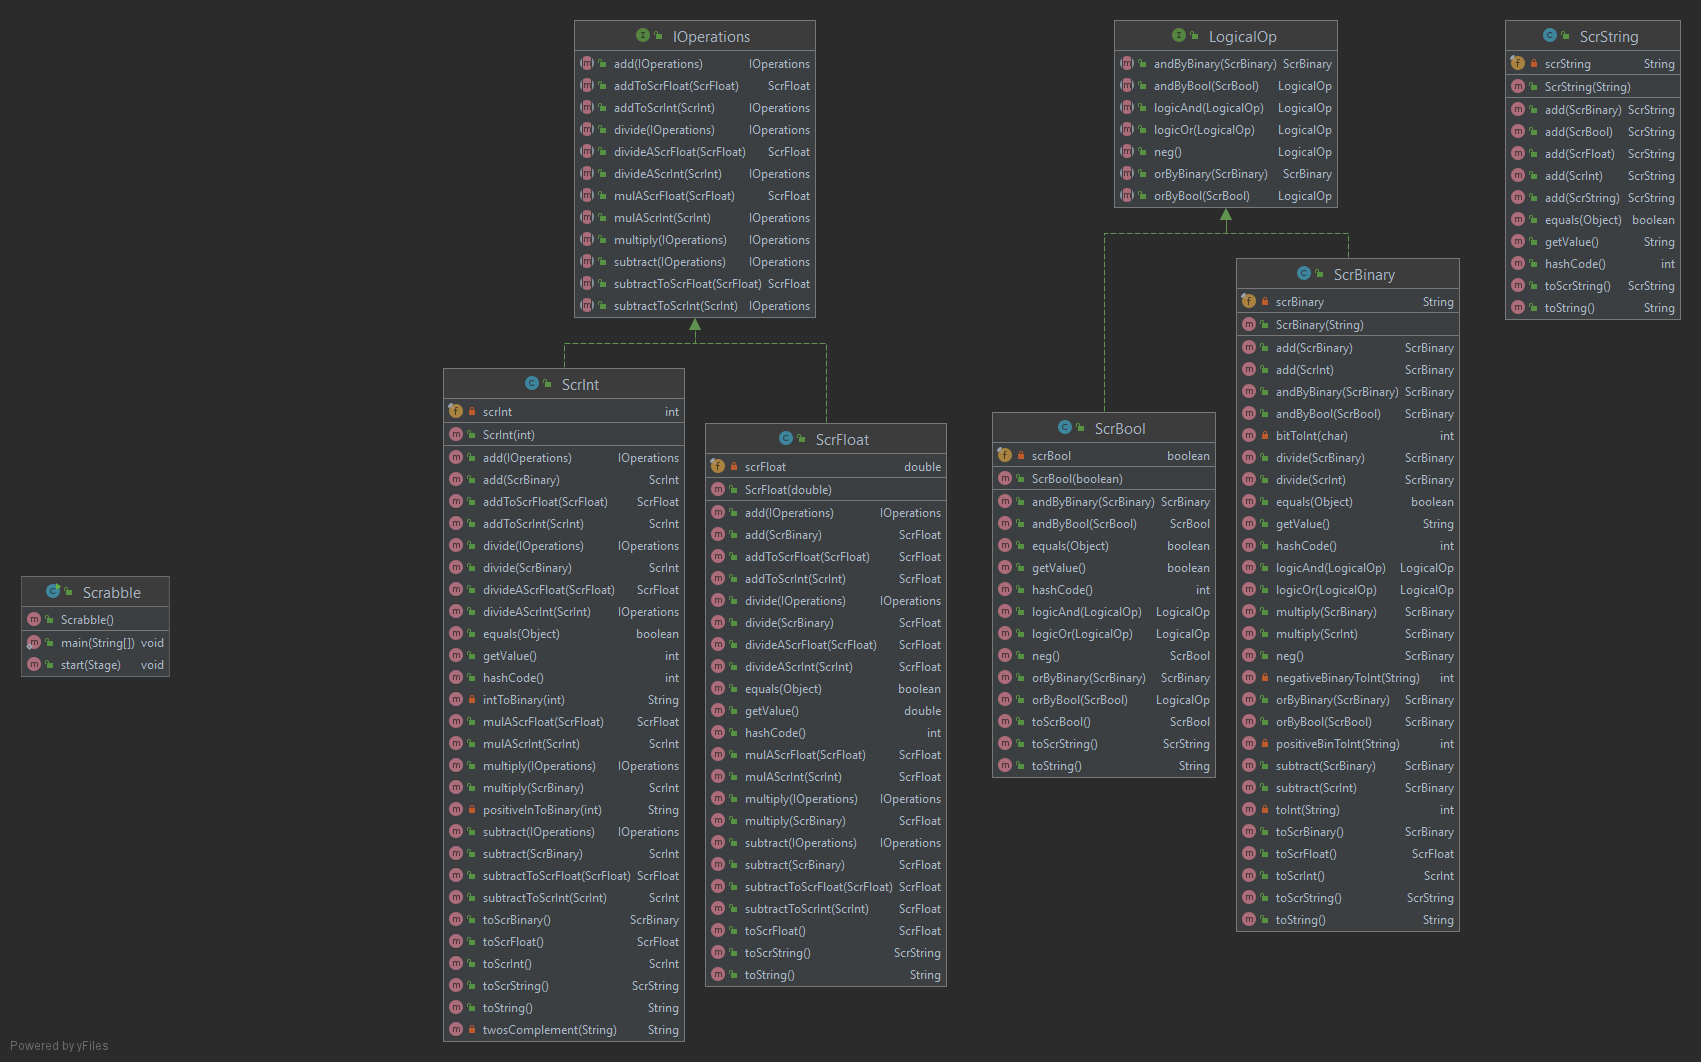 IOperations
add(IOperations) IOperations
addToScrFloat(ScrFloat) ScrFloat
addToScrInt(ScrInt) IOperations
divide(IOperations) IOperations
divideAScrFloat(ScrFloat) ScrFloat
divideAScrInt(ScrInt) IOperations
mulAScrFloat(ScrFloat) ScrFloat
mulAScrInt(ScrInt) IOperations
multiply(IOperations) IOperations
subtract(IOperations) IOperations
subtractToScrFloat(ScrFloat) ScrFloat
subtractToScrInt(ScrInt) IOperations
LogicalOp
andByBinary(ScrBinary) ScrBinary
andByBool(ScrBool) LogicalOp
logicAnd(LogicalOp) LogicalOp
logicOr(LogicalOp) LogicalOp
neg() LogicalOp
orByBinary(ScrBinary) ScrBinary
orByBool(ScrBool) LogicalOp
ScrString
scrString String
ScrString(String)
add(ScrBinary) ScrString
add(ScrBool) ScrString
add(ScrFloat) ScrString
add(ScrInt) ScrString
add(ScrString) ScrString
equals(Object) boolean
getValue() String
hashCode() int
toScrString() ScrString
toString() String
Scrabble
Scrabble()
main(String[]) void
start(Stage) void
ScrInt
scrInt int
ScrInt(int)
add(IOperations) IOperations
add(ScrBinary) ScrInt
addToScrFloat(ScrFloat) ScrFloat
addToScrInt(ScrInt) ScrInt
divide(IOperations) IOperations
divide(ScrBinary) ScrInt
divideAScrFloat(ScrFloat) ScrFloat
divideAScrInt(ScrInt) IOperations
equals(Object) boolean
getValue() int
hashCode() int
intToBinary(int) String
mulAScrFloat(ScrFloat) ScrFloat
mulAScrInt(ScrInt) ScrInt
multiply(IOperations) IOperations
multiply(ScrBinary) ScrInt
positiveInToBinary(int) String
subtract(IOperations) IOperations
subtract(ScrBinary) ScrInt
subtractToScrFloat(ScrFloat) ScrFloat
subtractToScrInt(ScrInt) ScrInt
toScrBinary() ScrBinary
toScrFloat() ScrFloat
toScrInt() ScrInt
toScrString() ScrString
toString() String
twosComplement(String) String
ScrFloat
scrFloat double
ScrFloat(double)
add(IOperations) IOperations
add(ScrBinary) ScrFloat
addToScrFloat(ScrFloat) ScrFloat
addToScrInt(ScrInt) ScrFloat
divide(IOperations) IOperations
divide(ScrBinary) ScrFloat
divideAScrFloat(ScrFloat) ScrFloat
divideAScrInt(ScrInt) ScrFloat
equals(Object) boolean
getValue() double
hashCode() int
mulAScrFloat(ScrFloat) ScrFloat
mulAScrInt(ScrInt) ScrFloat
multiply(IOperations) IOperations
multiply(ScrBinary) ScrFloat
subtract(IOperations) IOperations
subtract(ScrBinary) ScrFloat
subtractToScrFloat(ScrFloat) ScrFloat
subtractToScrInt(ScrInt) ScrFloat
toScrFloat() ScrFloat
toScrString() ScrString
toString() String
ScrBool
scrBool boolean
ScrBool(boolean)
andByBinary(ScrBinary) ScrBinary
andByBool(ScrBool) ScrBool
equals(Object) boolean
getValue() boolean
hashCode() int
logicAnd(LogicalOp) LogicalOp
logicOr(LogicalOp) LogicalOp
neg() ScrBool
orByBinary(ScrBinary) ScrBinary
orByBool(ScrBool) LogicalOp
toScrBool() ScrBool
toScrString() ScrString
toString() String
ScrBinary
scrBinary String
ScrBinary(String)
add(ScrBinary) ScrBinary
add(ScrInt) ScrBinary
andByBinary(ScrBinary) ScrBinary
andByBool(ScrBool) ScrBinary
bitToInt(char) int
divide(ScrBinary) ScrBinary
divide(ScrInt) ScrBinary
equals(Object) boolean
getValue() String
hashCode() int
logicAnd(LogicalOp) LogicalOp
logicOr(LogicalOp) LogicalOp
multiply(ScrBinary) ScrBinary
multiply(ScrInt) ScrBinary
neg() ScrBinary
negativeBinaryToInt(String) int
orByBinary(ScrBinary) ScrBinary
orByBool(ScrBool) ScrBinary
positiveBinToInt(String) int
subtract(ScrBinary) ScrBinary
subtract(ScrInt) ScrBinary
toInt(String) int
toScrBinary() ScrBinary
toScrFloat() ScrFloat
toScrInt() ScrInt
toScrString() ScrString
toString() String
Powered by yFiles